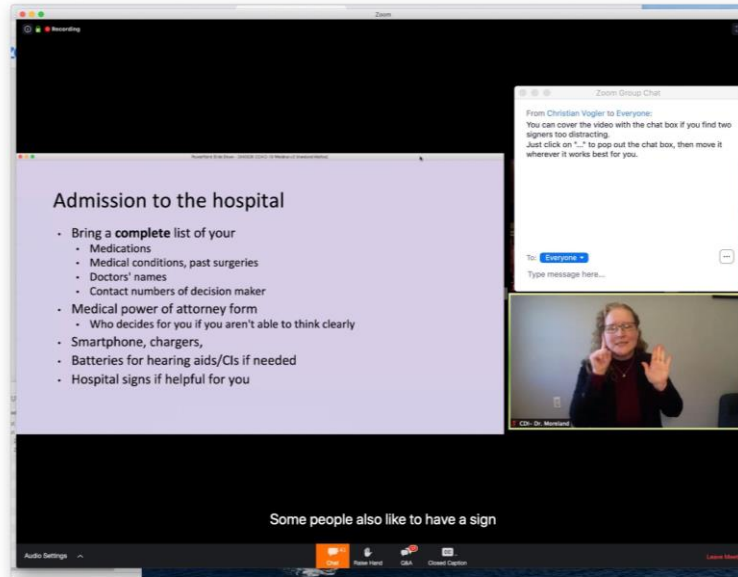 Zoom
Recording
Zoom Group Chat
From Christian Vogler to Everyone:
You can cover the video with the chat box if you find two
signers too distracting.
Just click on "..." to pop out the chat box, then move it
wherever it works best for you.
Admission to the hospital
• Bring a complete list of your
• Medications
• Medical conditions, past surgeries
• Doctors' names
• Contact numbers of decision maker
• Medical power of attorney form
• Who decides for you if you aren't able to think clearly
• Smartphone, chargers,
• Batteries for hearing aids/CIs if needed
• Hospital signs if helpful for you
To: Everyone
Type message here...
CDI- Dr. Moreland
Some people also like to have a sign
Audio Settings
Chat
Raise Hand
Q&A
Closed Caption